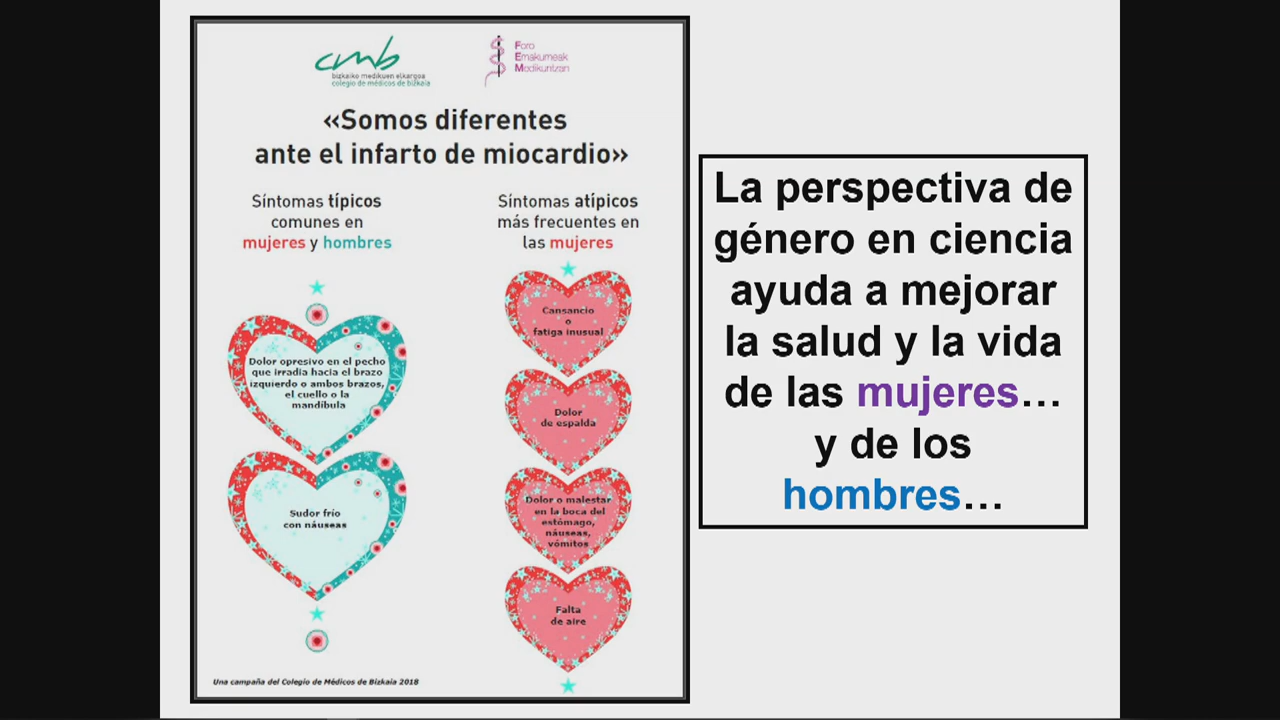 cmb
bizkaiko medikuen elkargoa
colegio de médicos de bizkaia
Foro
Emakumeak
Medikuntzan
«Somos diferentes
ante el infarto de miocardio»
Síntomas típicos
comunes en
mujeres y hombres
Dolor opresivo en el pecho
que irradia hacia el brazo
izquierdo o ambos brazos,
el cuello o la
mandíbula
Sudor frío
con náuseas
Síntomas atípicos
más frecuentes en
las mujeres
Cansancio
o
fatiga inusual
Dolor
de espalda
Dolor o malestar
en la boca del
estómago,
náuseas,
vómitos
Falta
de aire
Una campaña del Colegio de Médicos de Bizkaia 2018
La perspectiva de
género en ciencia
ayuda a mejorar
la salud y la vida
de las mujeres…
y de los
hombres…